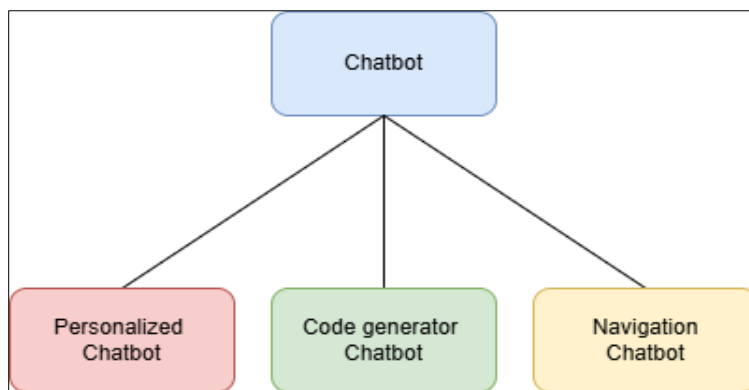 Chatbot
Personalized
Chatbot
Code generator
Chatbot
Navigation
Chatbot